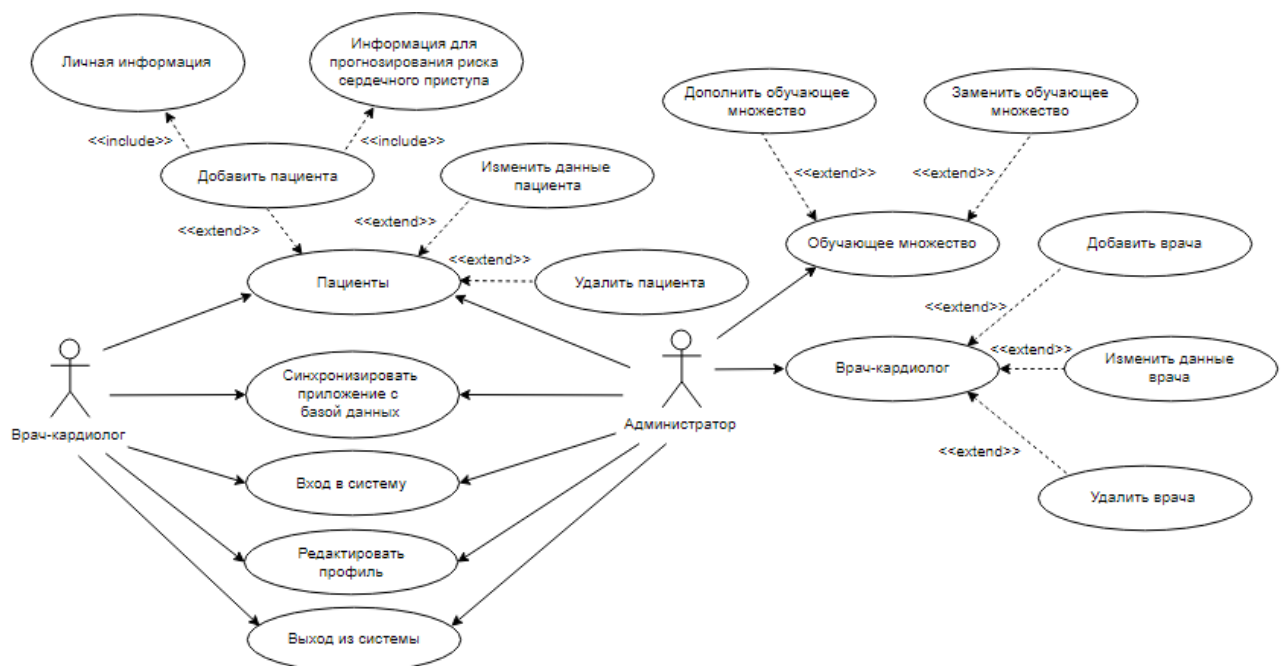 Личная информация
Информация для
прогнозирования риска
сердечного приступа
Дополнить обучающее
множество
Заменить обучающее
множество
<<include>>
<<include>>
Добавить пациента
Изменить данные
пациента
<<extend>>
<<extend>>
<<extend>>
<<extend>>
Обучающее множество
Добавить врача
<<extend>>
Пациенты
Удалить пациента
<<extend>>
<<extend>>
Врач-кардиолог
Изменить данные
врача
Синхронизировать
приложение с
базой данных
Врач-кардиолог
Администратор
<<extend>>
Вход в систему
Удалить врача
Редактировать
профиль
Выход из системы